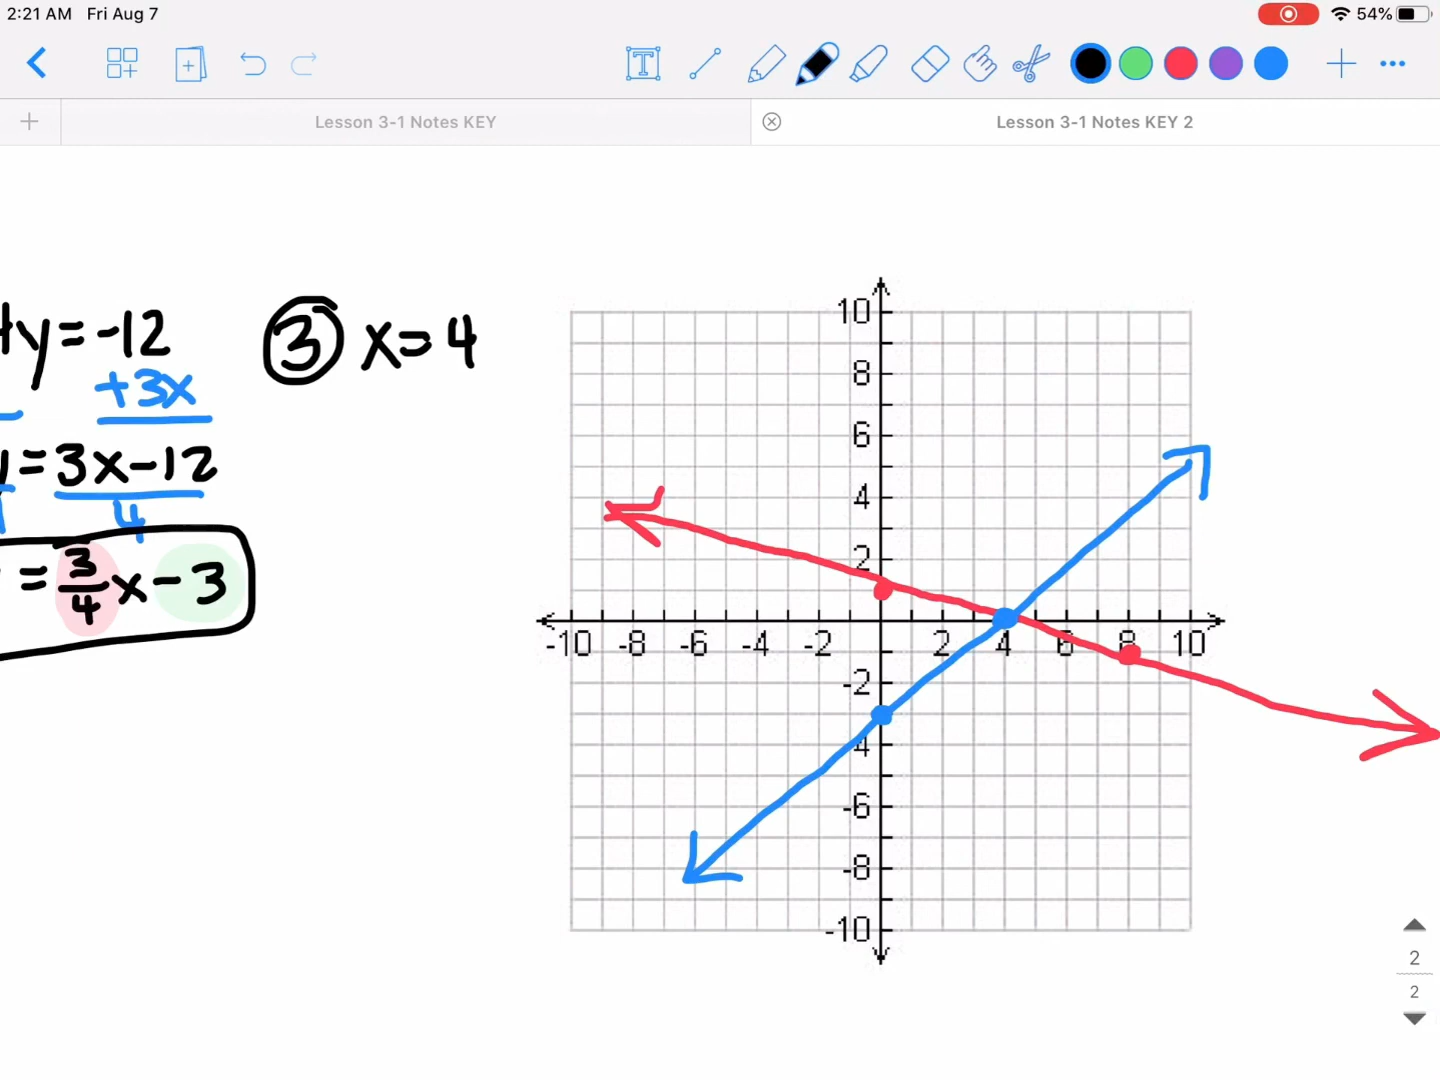 2:21 AM Fri Aug 7 54%
T
Lesson 3-1 Notes KEY
Lesson 3-1 Notes KEY 2
y=-12
+3x
=3x-12
4
= 3/4 x-3
③ x=4
10
8
6
4
2
-10 -8 -6 -4 -2 2 4 6 8 10
-2
-4
-6
-8
-10
2
2